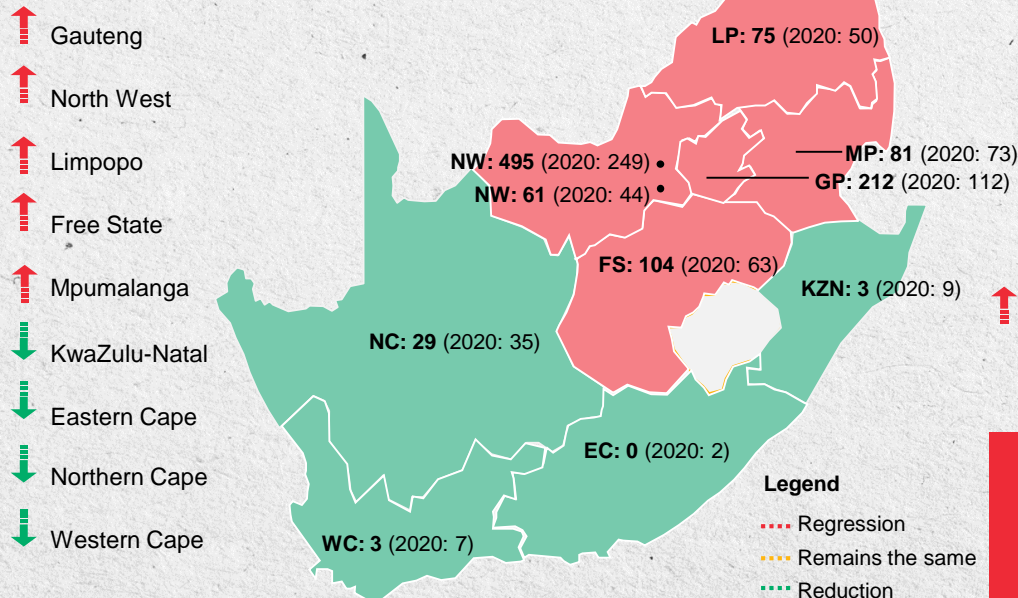 Gauteng
North West
Limpopo
Free State
Mpumalanga
KwaZulu-Natal
Eastern Cape
Northern Cape
Western Cape
LP: 75 (2020: 50)
NW: 495 (2020: 249)
MP: 81 (2020: 73)
NW: 61 (2020: 44)
GP: 212 (2020: 112)
FS: 104 (2020: 63)
KZN: 3 (2020: 9)
NC: 29 (2020: 35)
EC: 0 (2020: 2)
WC: 3 (2020: 7)
Legend
Regression
Remains the same
Reduction